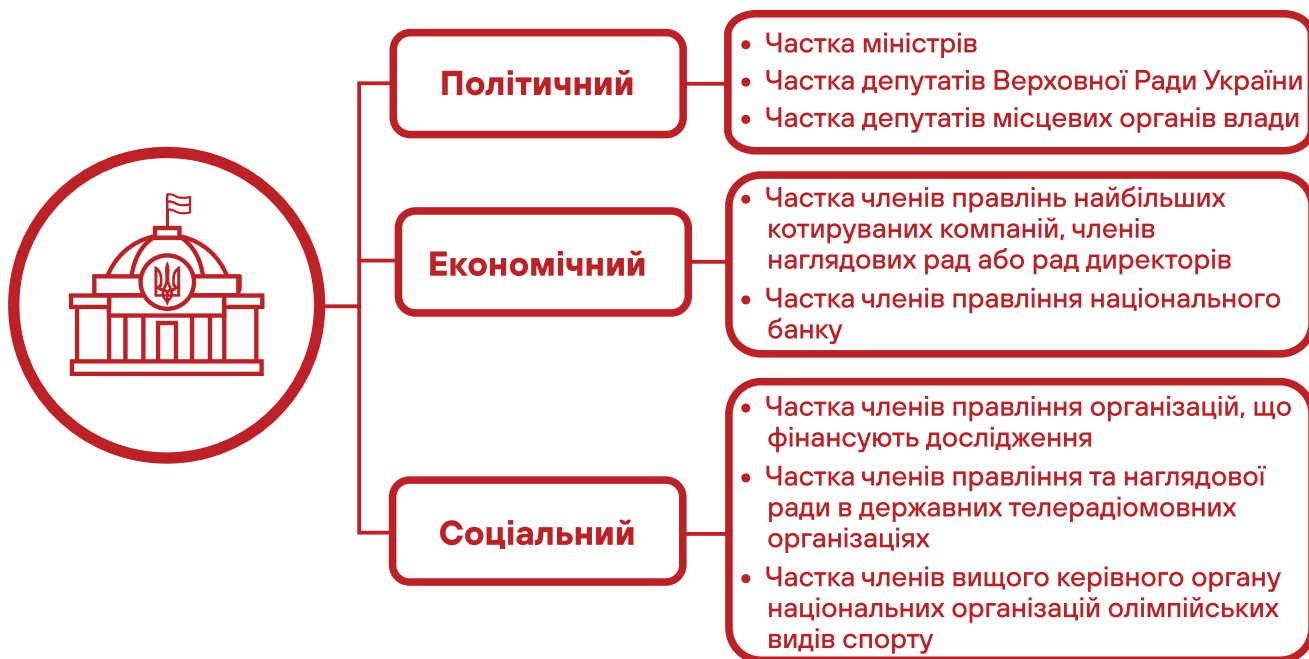 Політичний
• Частка міністрів
• Частка депутатів Верховної Ради України
• Частка депутатів місцевих органів влади
Економічний
• Частка членів правлінь найбільших
котируваних компаній, членів
наглядових рад або рад директорів
• Частка членів правління національного
банку
Соціальний
• Частка членів правління організацій, що
фінансують дослідження
• Частка членів правління та наглядової
ради в державних телерадіомовних
організаціях
• Частка членів вищого керівного органу
національних організацій олімпійських
видів спорту